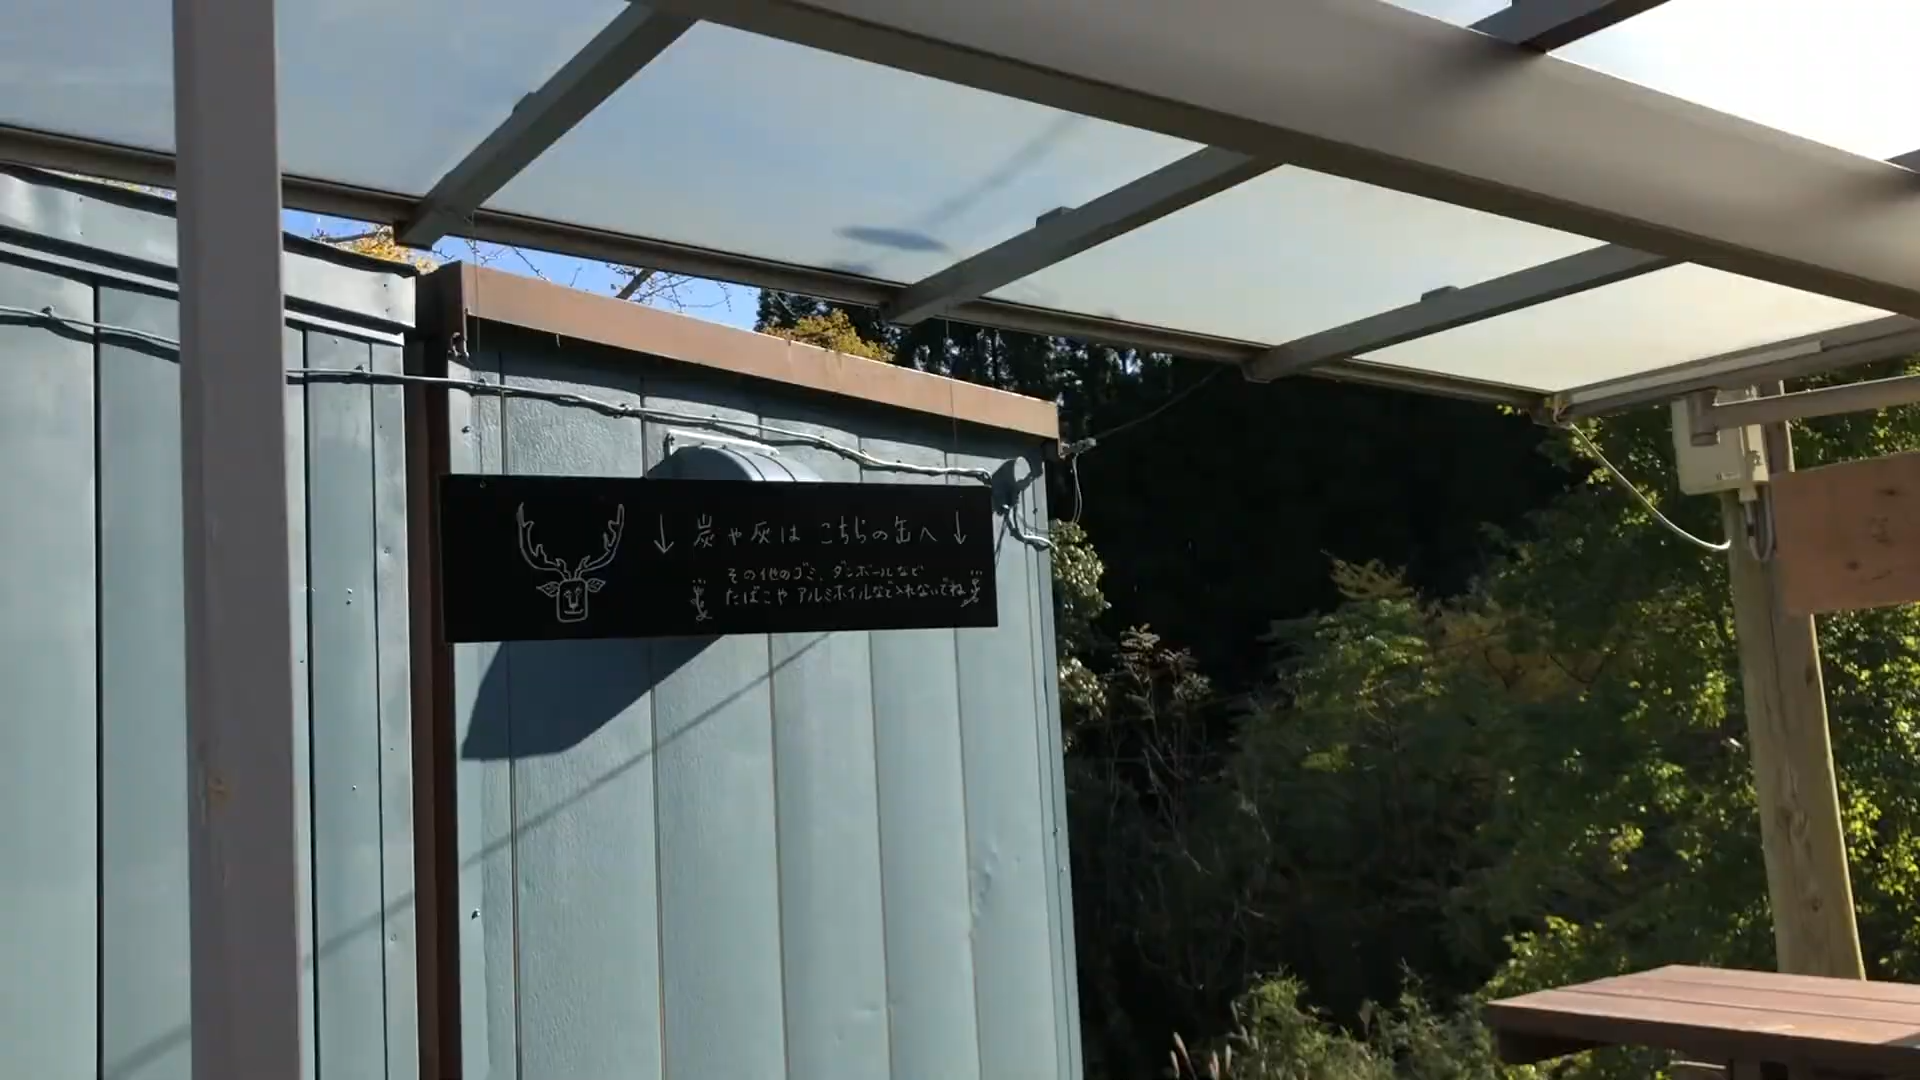 ↓ 炭や灰は こちらの缶へ ↓
その他のゴミ、ダンボールなど
たばこや アルミホイルなど入れないでね